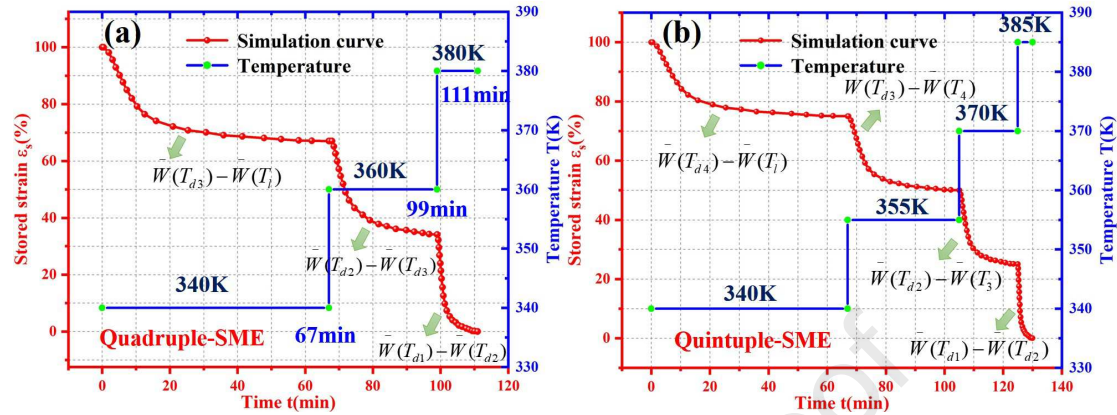 (a)
Simulation curve
Temperature
380K
111min
W̄(T_d3)−W̄(T_l)
360K
99min
W̄(T_d2)−W̄(T_d3)
340K
67min
Quadruple-SME
W̄(T_d1)−W̄(T_d2)
Stored strain ε_s(%)
100
80
60
40
20
0
0 20 40 60 80 100 120
Time t(min)
390
380
370
360
350
340
330
Temperature T(K)
(b)
Simulation curve
Temperature
385K
W̄(T_d3)−W̄(T_4)
370K
W̄(T_d4)−W̄(T_l)
355K
W̄(T_d2)−W̄(T_3)
340K
Quintuple-SME
W̄(T_d1)−W̄(T_d2)
Stored strain ε_s(%)
100
80
60
40
20
0
0 20 40 60 80 100 120 140
Time t(min)
390
380
370
360
350
340
330
Temperature T(K)